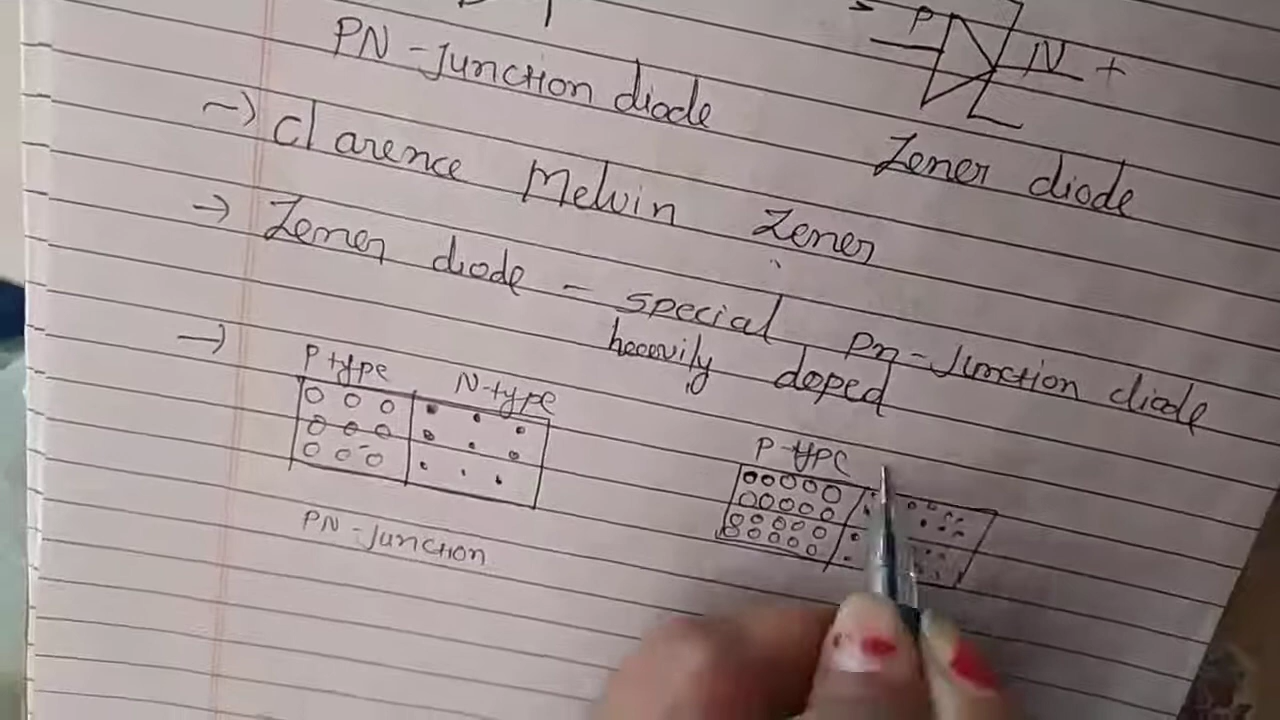 P N +
PN-Junction diode
Zener diode
→ Clarence Melvin Zener
→ Zener diode - special Pn-Junction diode
heavily doped
→
P type N-type
P-type
PN-Junction